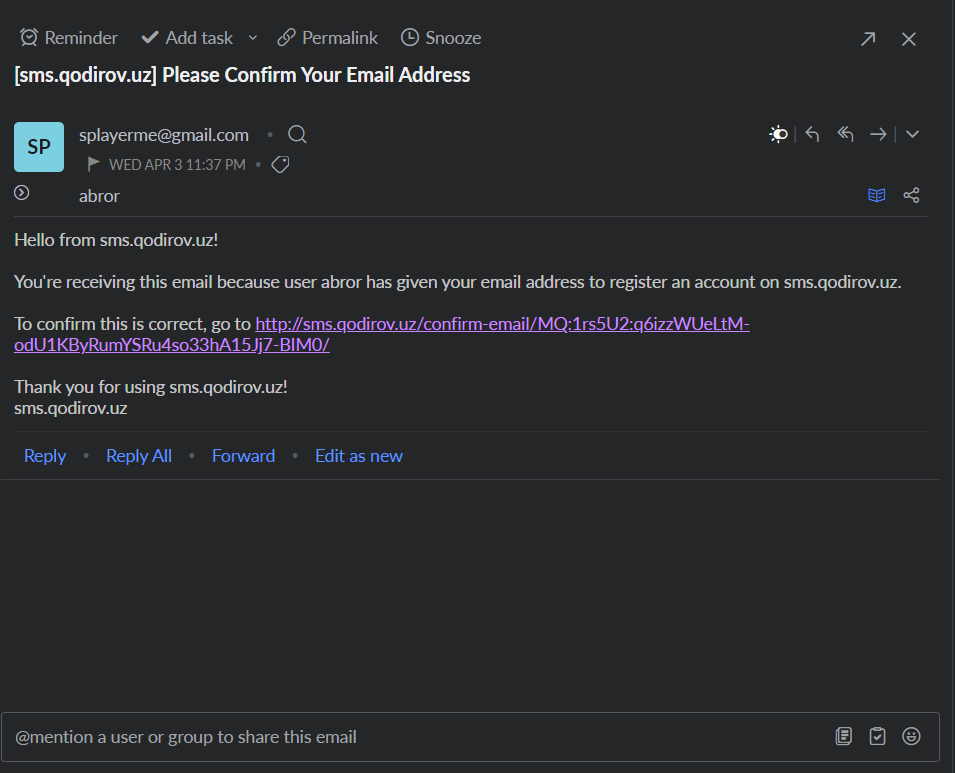 Reminder Add task Permalink Snooze
[sms.qodirov.uz] Please Confirm Your Email Address
SP
splayerme@gmail.com
WED APR 3 11:37 PM
abror
Hello from sms.qodirov.uz!
You're receiving this email because user abror has given your email address to register an account on sms.qodirov.uz.
To confirm this is correct, go to http://sms.qodirov.uz/confirm-email/MQ:1rs5U2:q6izzWUeLtM-
odU1KByRumYSRu4so33hA15Jj7-BIM0/
Thank you for using sms.qodirov.uz!
sms.qodirov.uz
Reply • Reply All • Forward • Edit as new
@mention a user or group to share this email